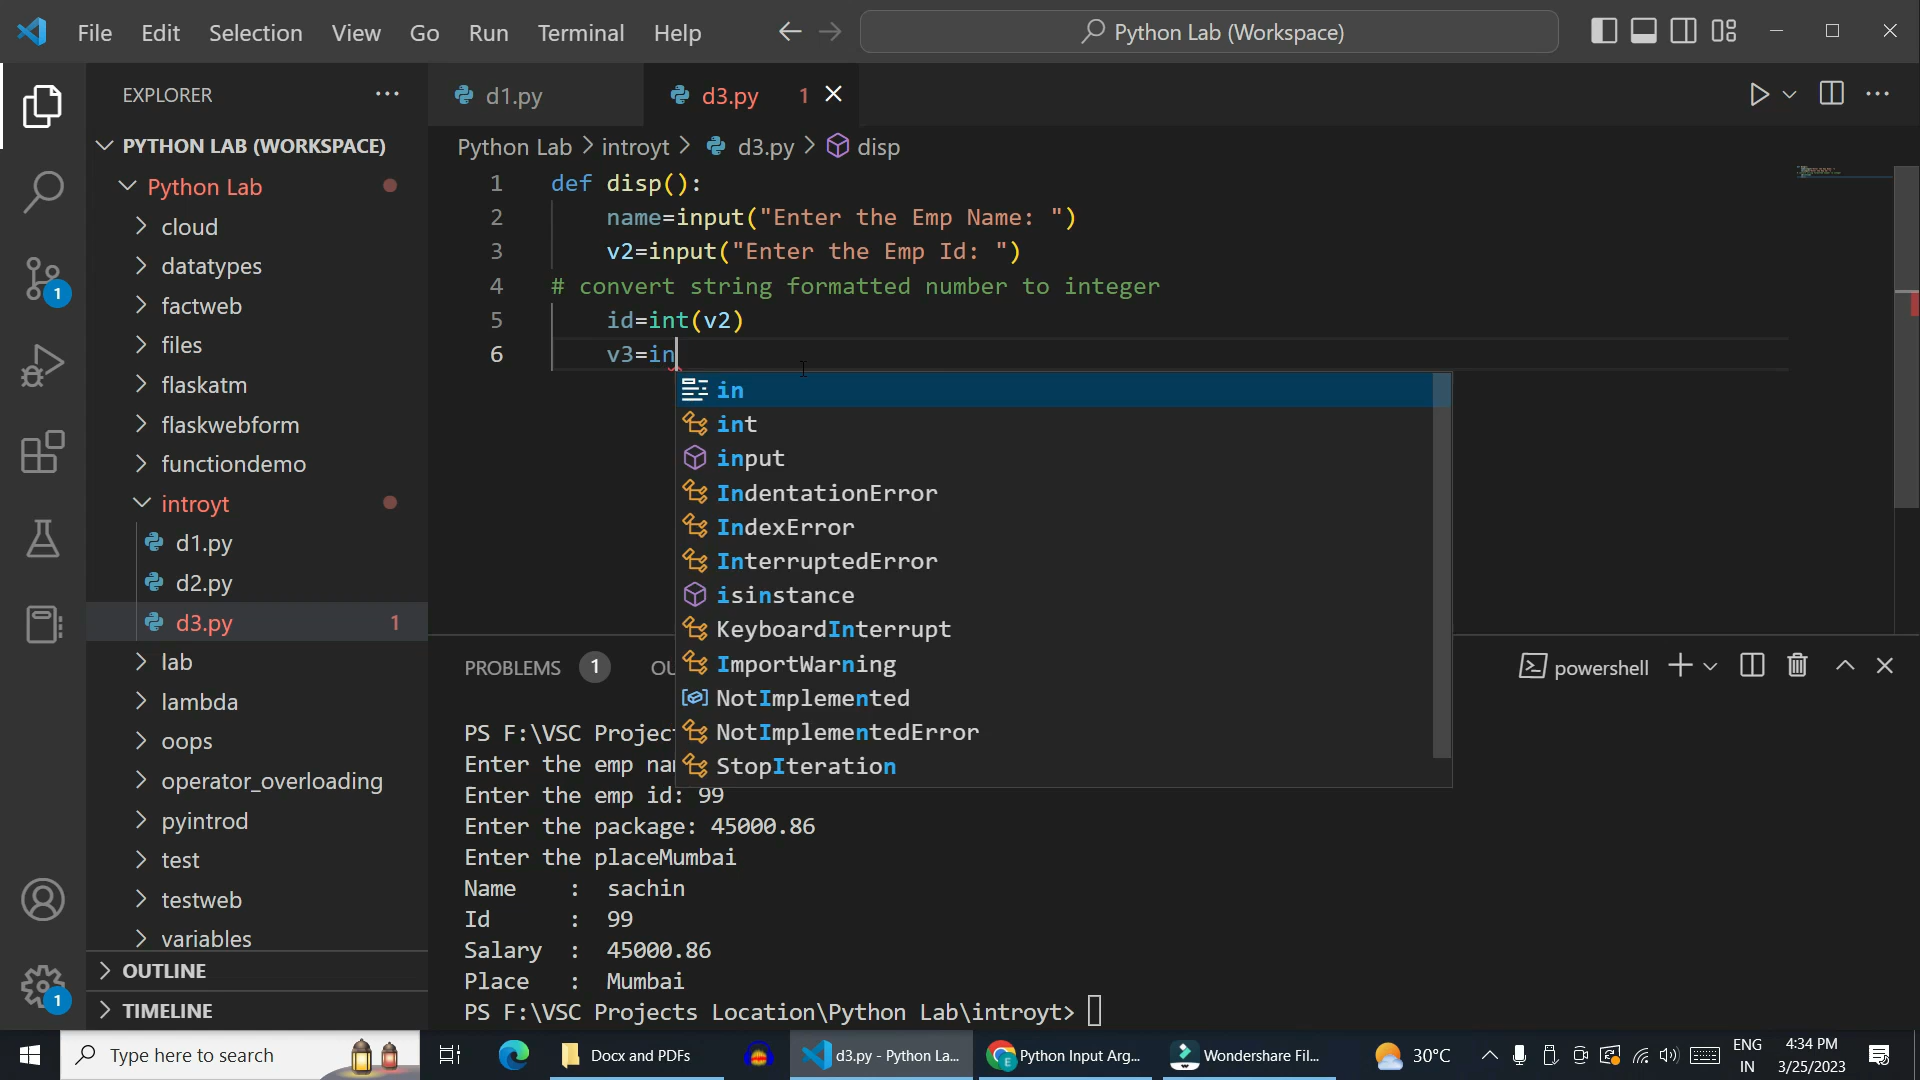 File Edit Selection View Go Run Terminal Help Python Lab (Workspace)
EXPLORER
d1.py d3.py 1
PYTHON LAB (WORKSPACE)
Python Lab
cloud
datatypes
factweb
files
flaskatm
flaskwebform
functiondemo
introyt
d1.py
d2.py
d3.py 1
lab
lambda
oops
operator_overloading
pyintrod
test
testweb
variables
OUTLINE
TIMELINE
1
1
Python Lab > introyt > d3.py > disp
1 def disp():
2 name=input("Enter the Emp Name: ")
3 v2=input("Enter the Emp Id: ")
4 # convert string formatted number to integer
5 id=int(v2)
6 v3=in
in
int
input
IndentationError
IndexError
InterruptedError
isinstance
KeyboardInterrupt
ImportWarning
NotImplemented
NotImplementedError
StopIteration
PROBLEMS 1 OU powershell
PS F:\VSC Projec
Enter the emp na
Enter the emp id: 99
Enter the package: 45000.86
Enter the placeMumbai
Name : sachin
Id : 99
Salary : 45000.86
Place : Mumbai
PS F:\VSC Projects Location\Python Lab\introyt>
Type here to search Docx and PDFs d3.py - Python La... Python Input Arg... Wondershare Fil... 30°C ENG IN 4:34 PM 3/25/2023